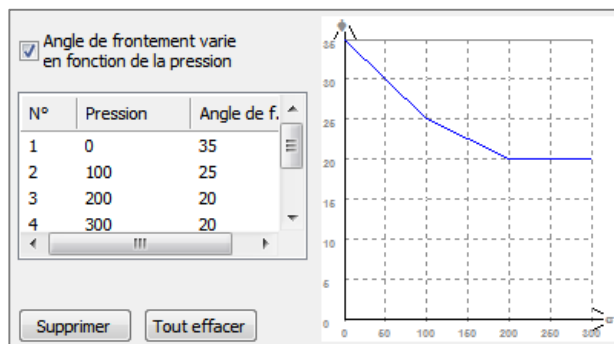 Angle de frontement varie
en fonction de la pression
N° Pression Angle de f.
1 0 35
2 100 25
3 200 20
4 300 20
Supprimer Tout effacer
ϕ
35
30
25
20
15
10
5
0
0 50 100 150 200 250 300 σ